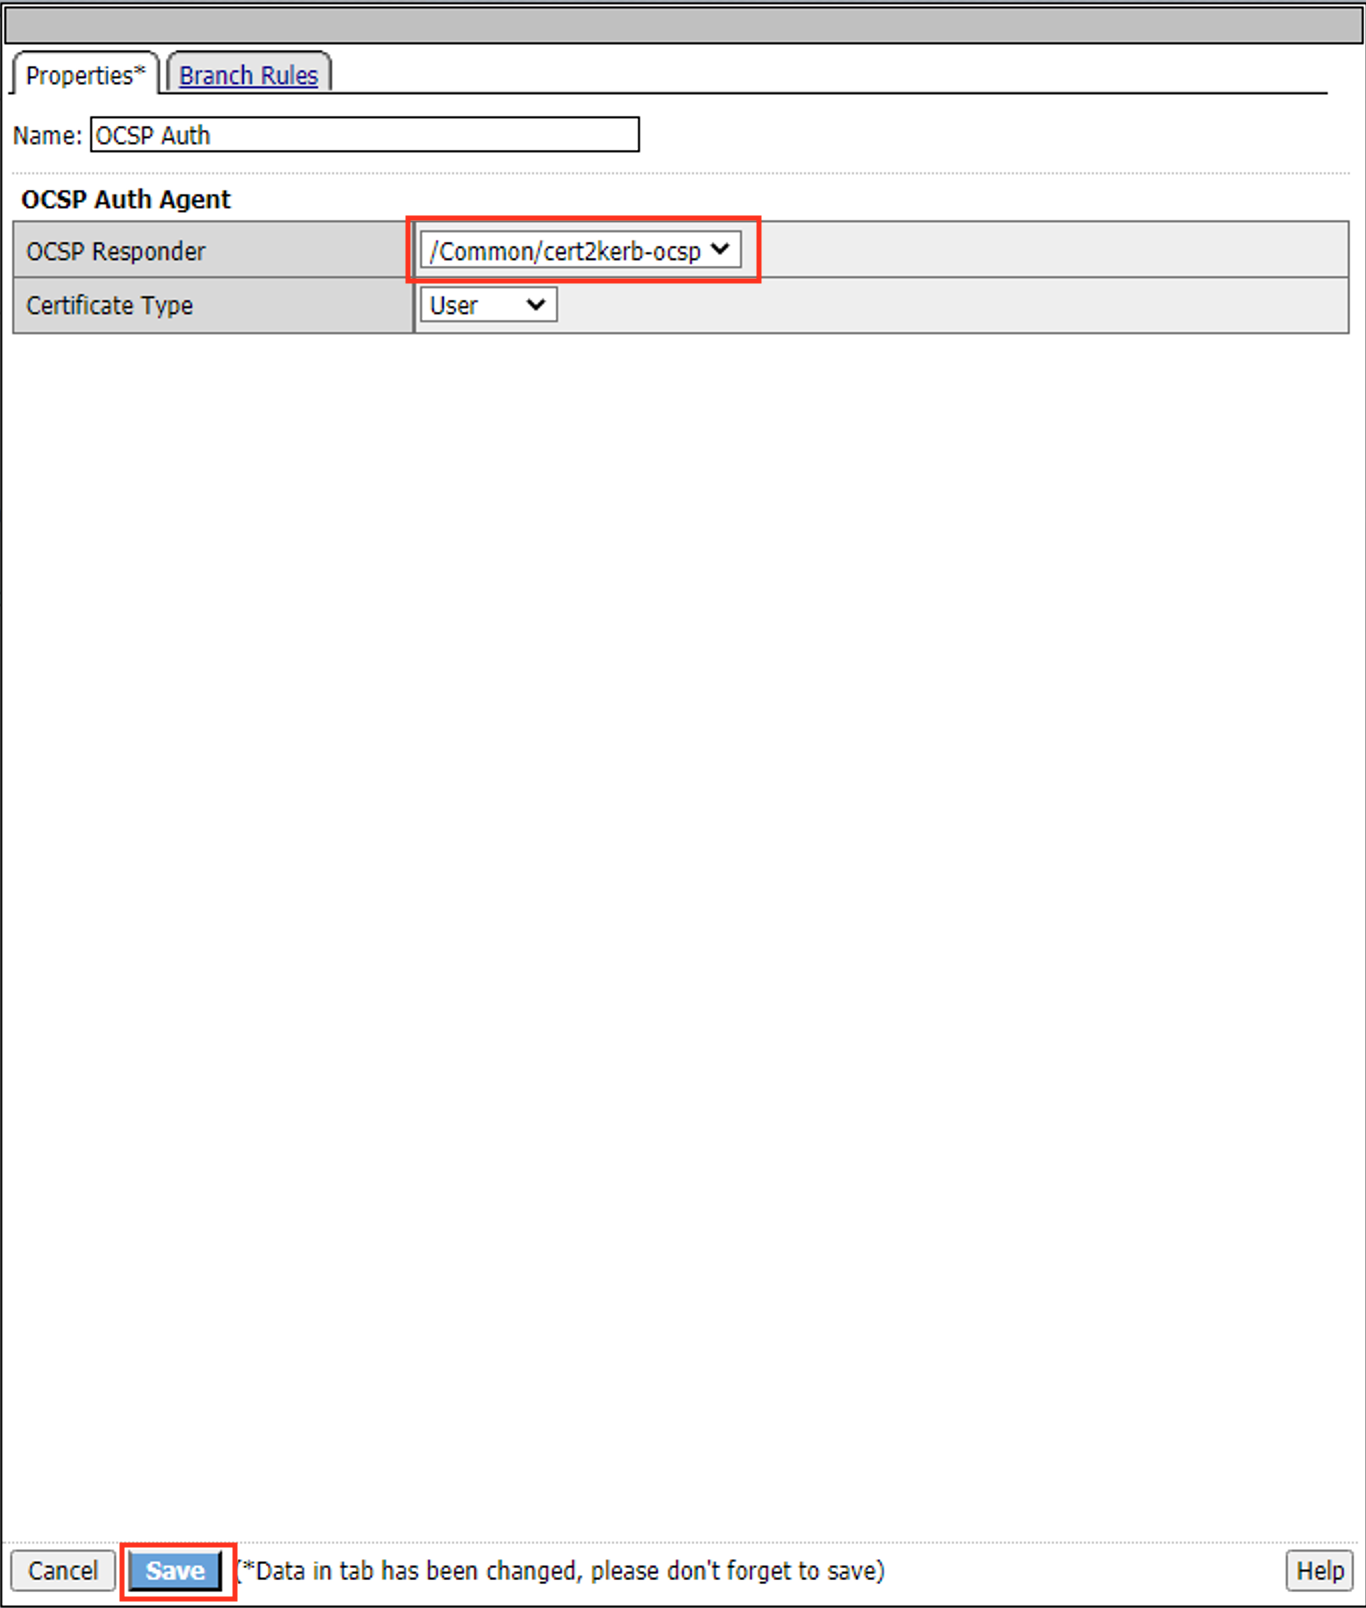 Properties* Branch Rules
Name: OCSP Auth
OCSP Auth Agent
OCSP Responder /Common/cert2kerb-ocsp
Certificate Type User
Cancel Save (*Data in tab has been changed, please don't forget to save) Help